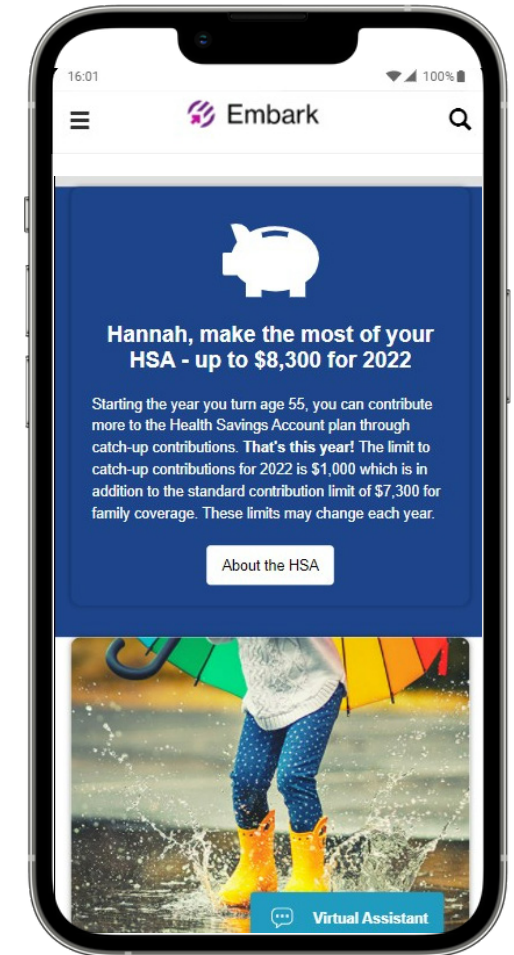 16:01
100%
Embark
Hannah, make the most of your
HSA - up to $8,300 for 2022
Starting the year you turn age 55, you can contribute
more to the Health Savings Account plan through
catch-up contributions. That's this year! The limit to
catch-up contributions for 2022 is $1,000 which is in
addition to the standard contribution limit of $7,300 for
family coverage. These limits may change each year.
About the HSA
Virtual Assistant